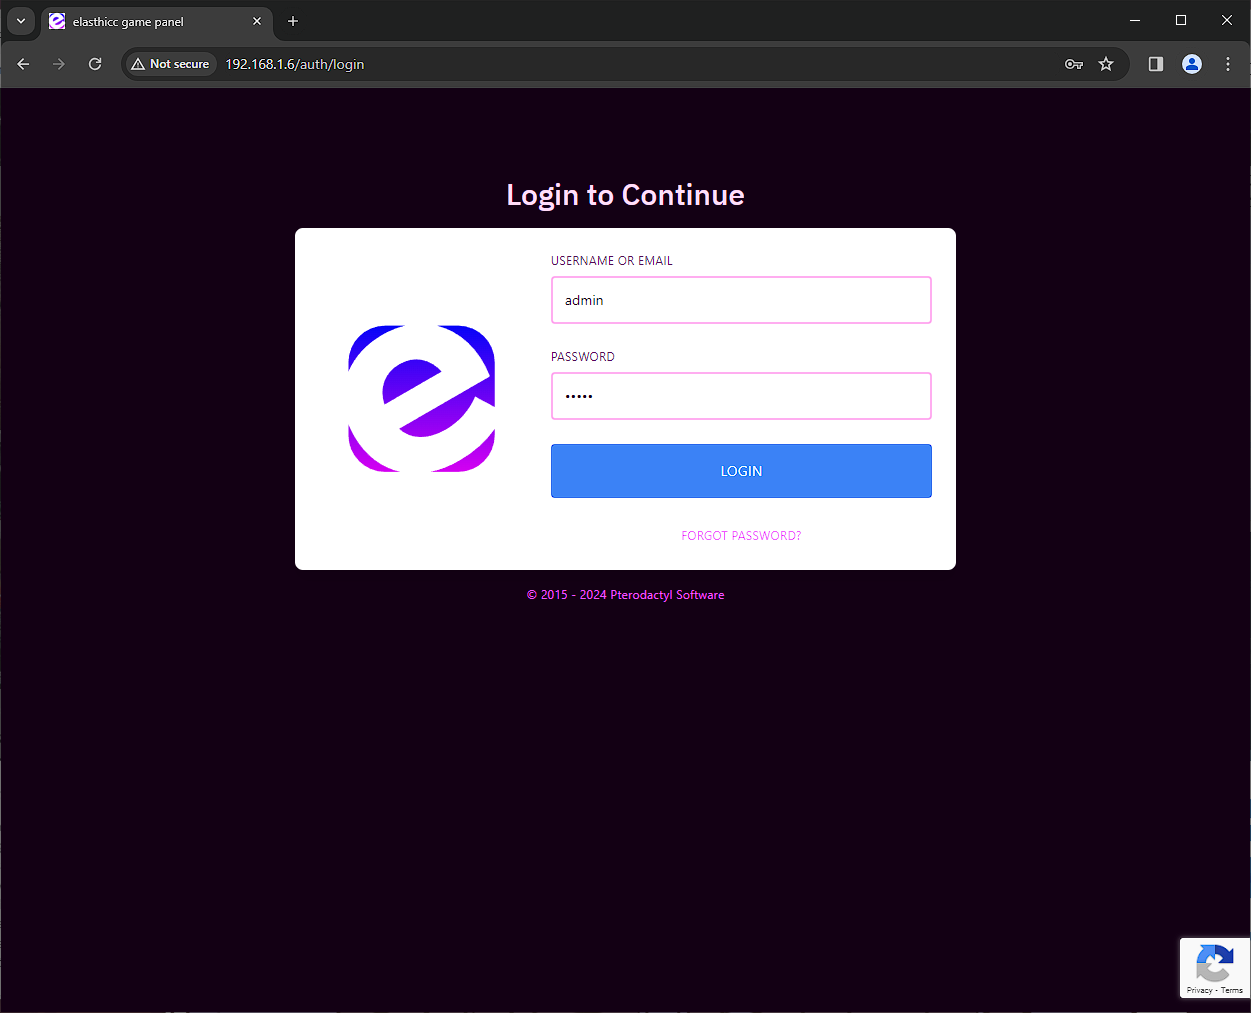 elasthicc game panel
Not secure
192.168.1.6/auth/login
Login to Continue
USERNAME OR EMAIL
admin
PASSWORD
•••••
LOGIN
FORGOT PASSWORD?
© 2015 - 2024 Pterodactyl Software
Privacy - Terms